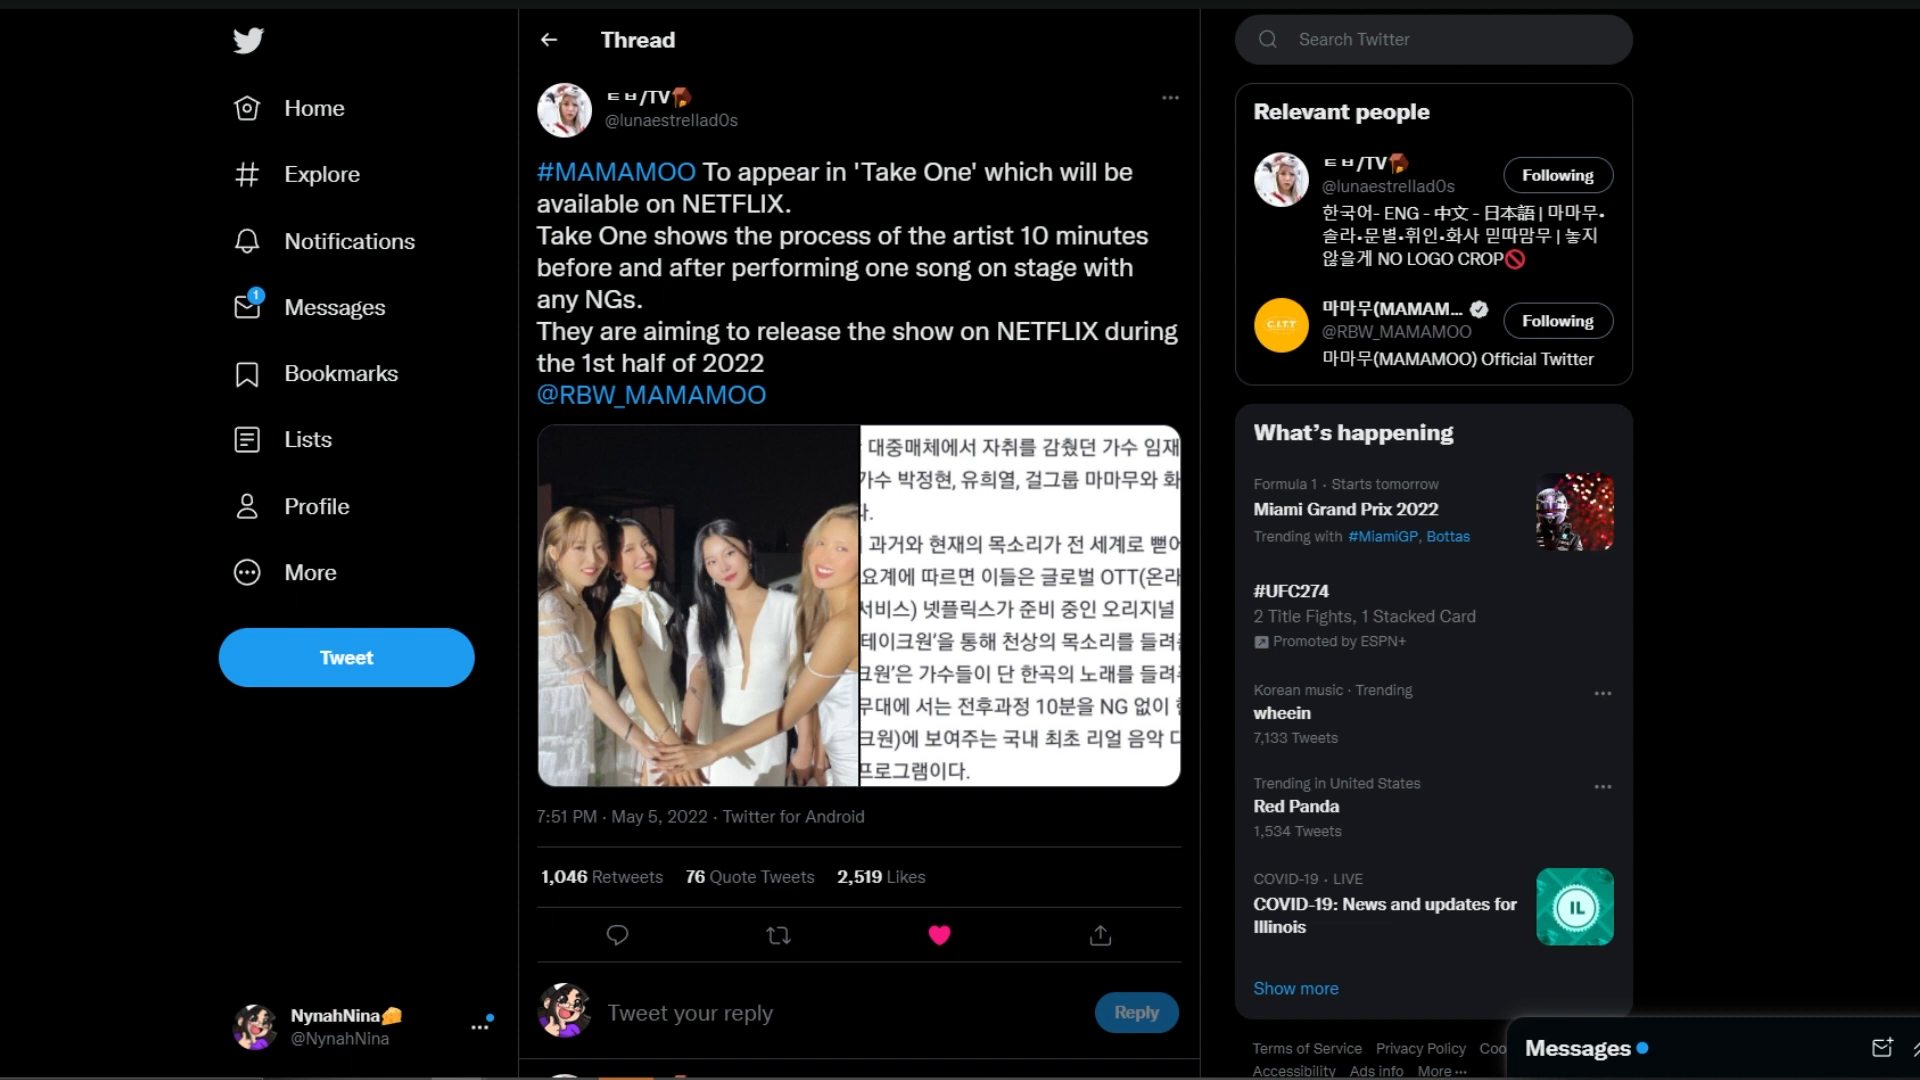 Home
Explore
Notifications
1
Messages
Bookmarks
Lists
Profile
More
Tweet
NynahNina
@NynahNina
Thread
ㅌㅂ/TV
@lunaestrellad0s
#MAMAMOO To appear in 'Take One' which will be
available on NETFLIX.
Take One shows the process of the artist 10 minutes
before and after performing one song on stage with
any NGs.
They are aiming to release the show on NETFLIX during
the 1st half of 2022
@RBW_MAMAMOO
대중매체에서 자취를 감췄던 가수 임재
가수 박정현, 유희열, 걸그룹 마마무와 화
다.
과거와 현재의 목소리가 전 세계로 뻗어
요계에 따르면 이들은 글로벌 OTT(온라
서비스) 넷플릭스가 준비 중인 오리지널
테이크원'을 통해 천상의 목소리를 들려
크원'은 가수들이 단 한곡의 노래를 들려
무대에 서는 전후과정 10분을 NG 없이
크원)에 보여주는 국내 최초 리얼 음악
프로그램이다.
7:51 PM · May 5, 2022 · Twitter for Android
1,046 Retweets 76 Quote Tweets 2,519 Likes
Tweet your reply
Reply
Search Twitter
Relevant people
ㅌㅂ/TV
@lunaestrellad0s
Following
한국어- ENG - 中文 - 日本語 | 마마무•
솔라•문별•휘인•화사 믿따맘무 | 놓지
않을게 NO LOGO CROP
C.I.T.T
마마무(MAMAM...
@RBW_MAMAMOO
Following
마마무(MAMAMOO) Official Twitter
What's happening
Formula 1 · Starts tomorrow
Miami Grand Prix 2022
Trending with #MiamiGP, Bottas
#UFC274
2 Title Fights, 1 Stacked Card
Promoted by ESPN+
Korean music · Trending
wheein
7,133 Tweets
Trending in United States
Red Panda
1,534 Tweets
COVID-19 · LIVE
COVID-19: News and updates for
Illinois
IL
Show more
Terms of Service Privacy Policy Coo
Accessibility Ads info More ···
Messages